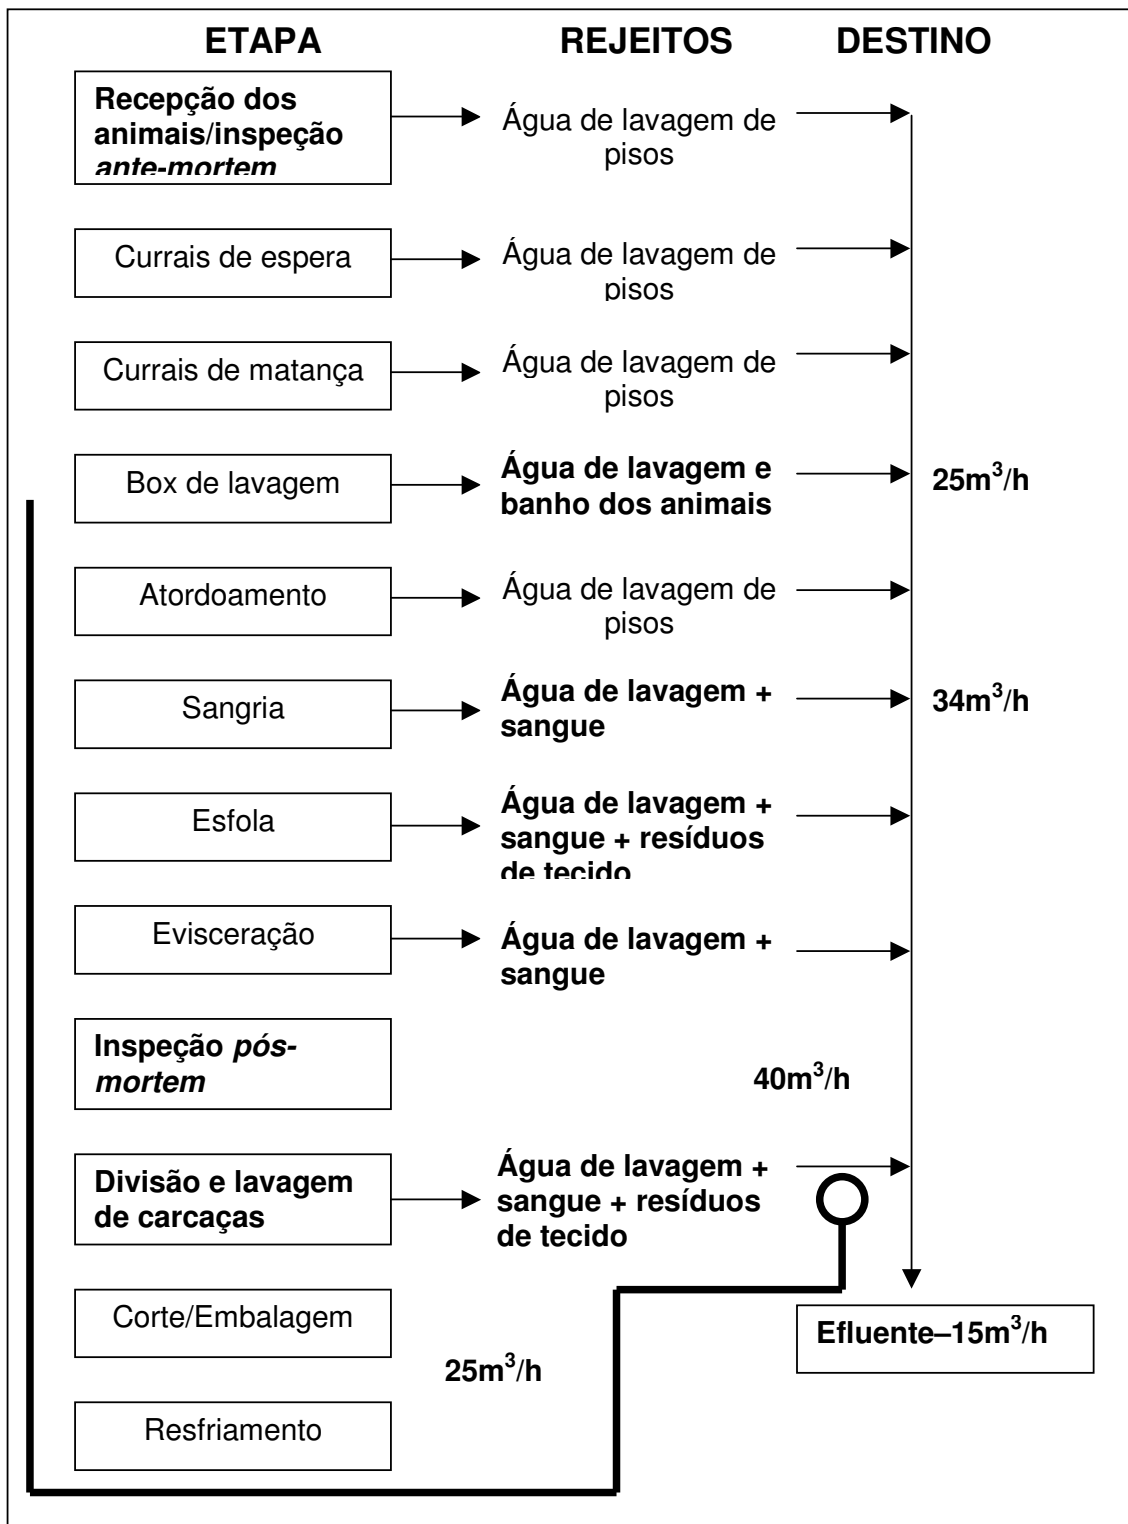 ETAPA REJEITOS DESTINO
Recepção dos
animais/inspeção
ante-mortem
Água de lavagem de
pisos
Currais de espera
Água de lavagem de
pisos
Currais de matança
Água de lavagem de
pisos
Box de lavagem
Água de lavagem e
banho dos animais
25m³/h
Atordoamento
Água de lavagem de
pisos
Sangria
Água de lavagem +
sangue
34m³/h
Esfola
Água de lavagem +
sangue + resíduos
de tecido
Evisceração
Água de lavagem +
sangue
Inspeção pós-
mortem
40m³/h
Divisão e lavagem
de carcaças
Água de lavagem +
sangue + resíduos
de tecido
Corte/Embalagem
25m³/h
Efluente–15m³/h
Resfriamento